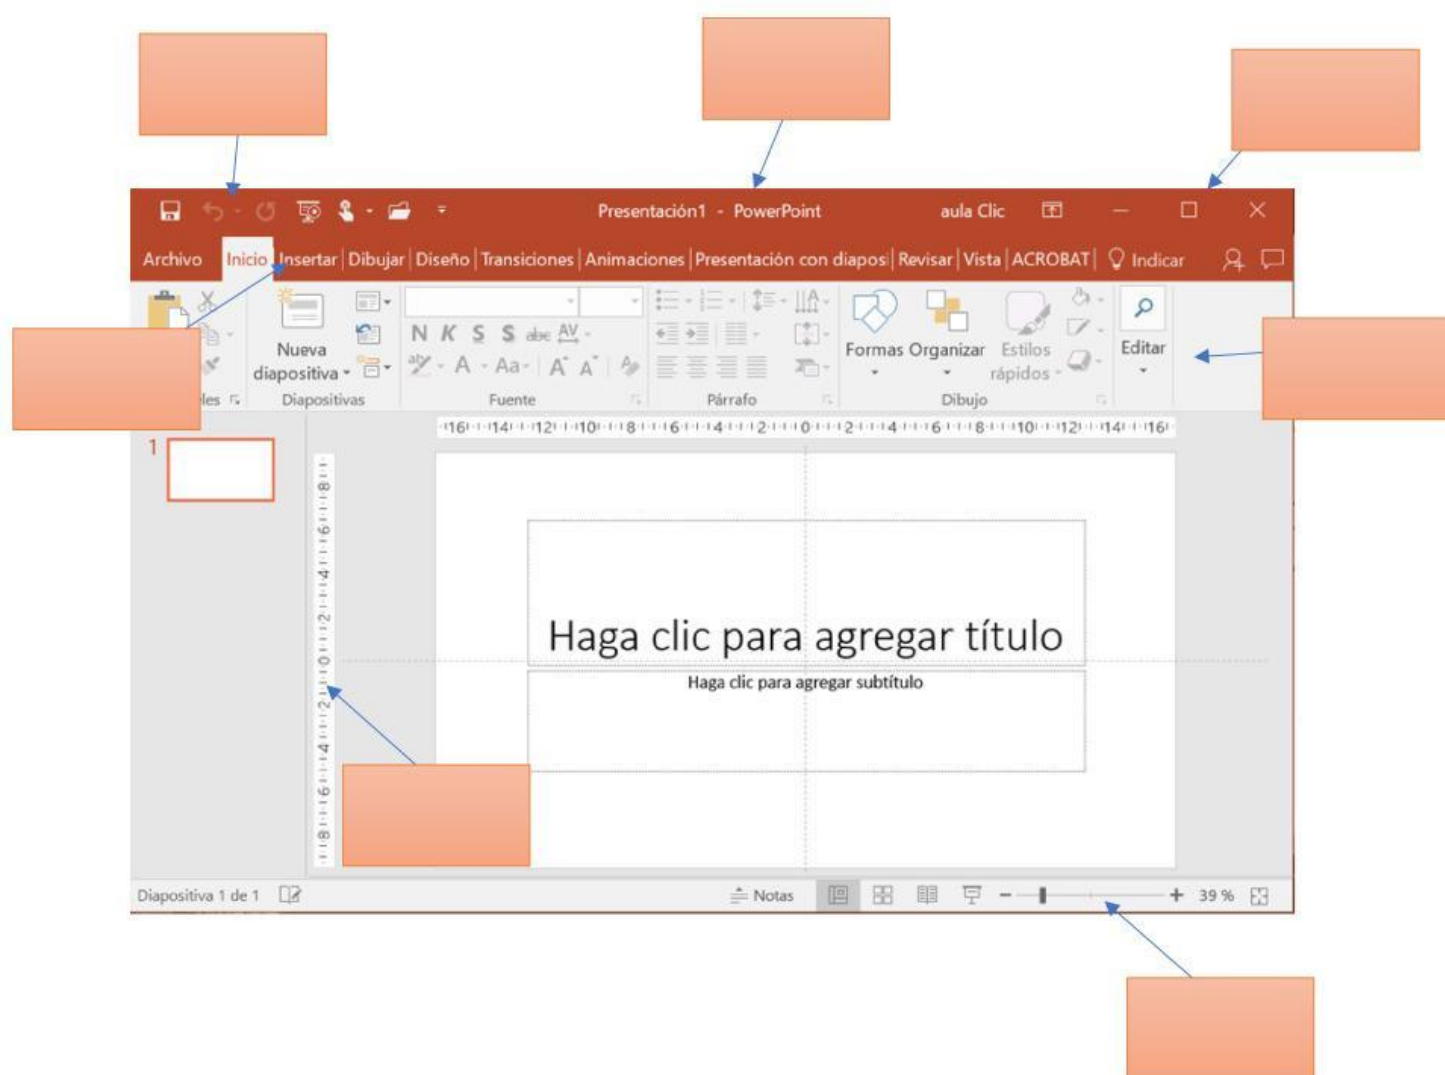 Presentación1 - PowerPoint aula Clic
Archivo Inicio Insertar Dibujar Diseño Transiciones Animaciones Presentación con diapos Revisar Vista ACROBAT Indicar
N K S S abc AV
A Aa A A A
Nueva
diapositiva
Formas Organizar Estilos
rápidos
Editar
les Diapositivas Fuente Párrafo Dibujo
16 14 12 10 8 6 4 2 0 2 4 6 8 10 12 14 16
1
8 6 4 2 0 2 4 6 8
Haga clic para agregar título
Haga clic para agregar subtítulo
Diapositiva 1 de 1 Notas 39 %